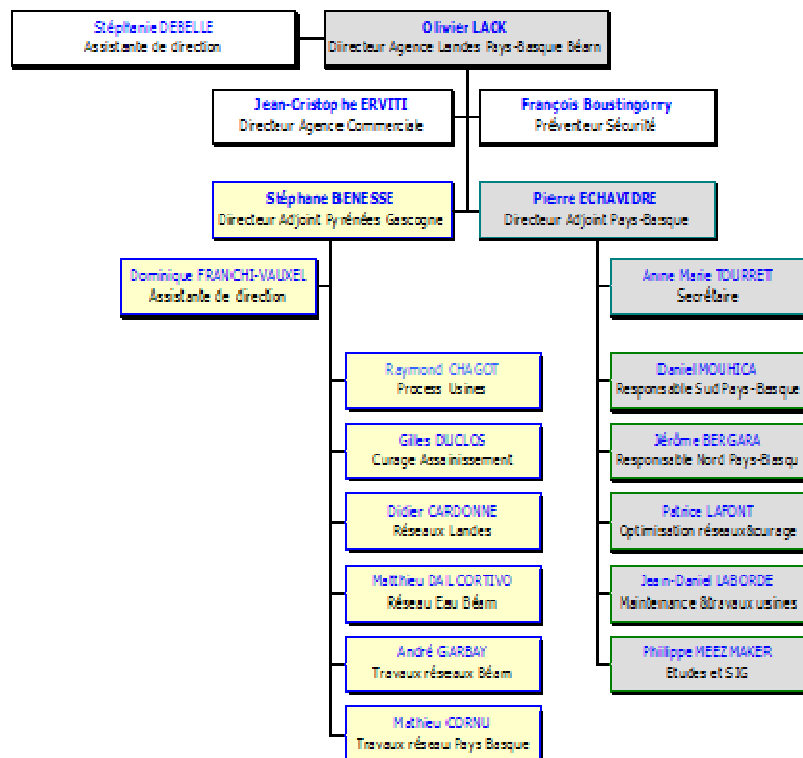 Stéphanie DEBELLE
Assistante de direction
Olivier LACK
Directeur Agence Landes Pays-Basque Béarn
Jean-Cristophe ERVITI
Directeur Agence Commerciale
François Boustingorry
Préventeur Sécurité
Stéphane BENESSE
Directeur Adjoint Pyrénées Gascogne
Pierre ECHAVIDRE
Directeur Adjoint Pays-Basque
Dominique FRANCHI-VAUXEL
Assistante de direction
Anne Marie TOURRETT
Secrétaire
Raymond CHAGOT
Process Usines
Daniel MOUHICA
Responsable Sud Pays-Basque
Gilles DUCLOS
Curage Assainissement
Jérôme BERGARA
Responsable Nord Pays-Basqu
Didier CARDONNE
Réseaux Landes
Patrice LAFONT
Optimisation réseaux&curage
Matthieu DAL CORTIVO
Réseau Eau Béarn
Jean-Daniel LABORDE
Maintenance &travaux usines
André GARBAY
Travaux réseaux Béarn
Philippe MEEZMAKER
Etudes et SIG
Mathieu CORNU
Travaux réseau Pays Basque